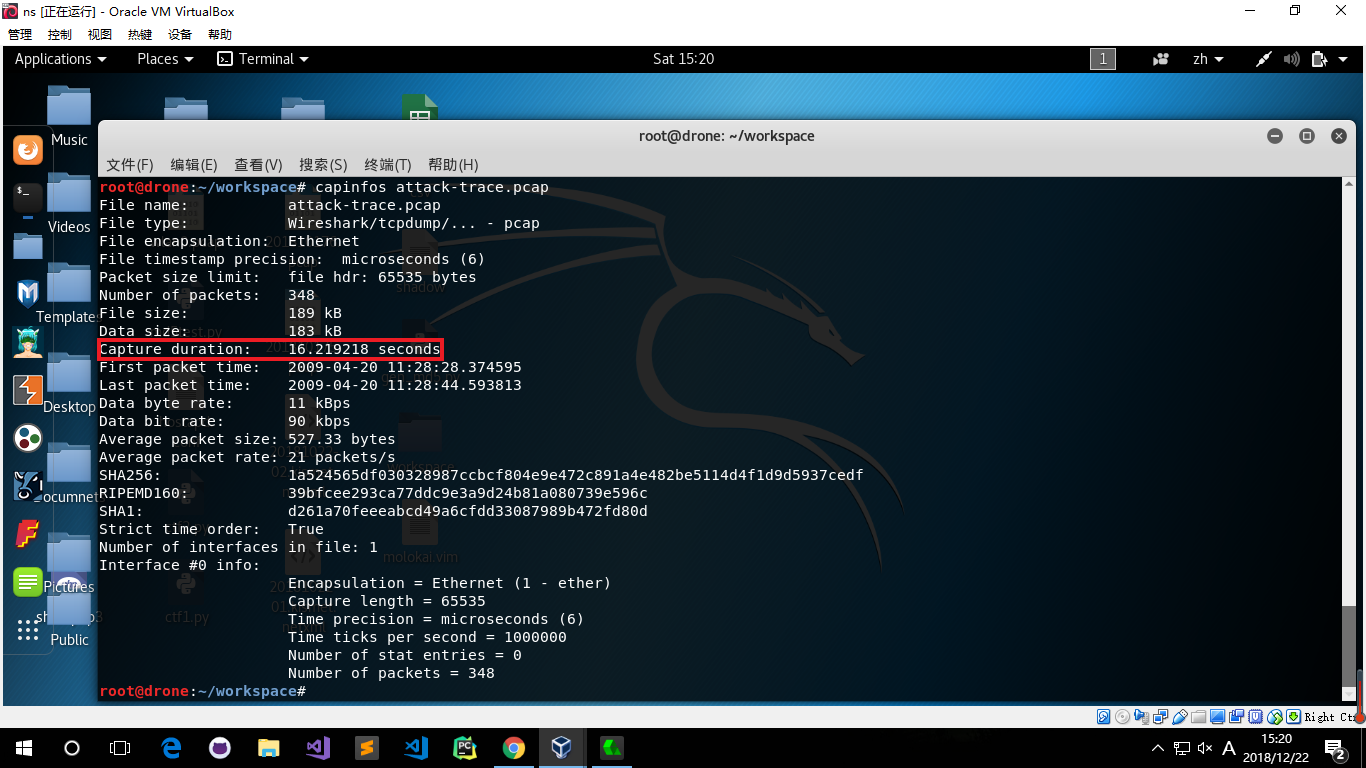 ns [正在运行] - Oracle VM VirtualBox
管理 控制 视图 热键 设备 帮助
Applications Places Terminal Sat 15:20 1 zh
Music
Videos
Templates
Desktop
Documnets
Pictures
Public
root@drone: ~/workspace
文件(F) 编辑(E) 查看(V) 搜索(S) 终端(T) 帮助(H)
root@drone:~/workspace# capinfos attack-trace.pcap
File name: attack-trace.pcap
File type: Wireshark/tcpdump/... - pcap
File encapsulation: Ethernet
File timestamp precision: microseconds (6)
Packet size limit: file hdr: 65535 bytes
Number of packets: 348
File size: 189 kB
Data size: 183 kB
Capture duration: 16.219218 seconds
First packet time: 2009-04-20 11:28:28.374595
Last packet time: 2009-04-20 11:28:44.593813
Data byte rate: 11 kBps
Data bit rate: 90 kbps
Average packet size: 527.33 bytes
Average packet rate: 21 packets/s
SHA256: 1a524565df030328987ccbcf804e9e472c891a4e482be5114d4f1d9d5937cedf
RIPEMD160: 39bfcee293ca77ddc9e3a9d24b81a080739e596c
SHA1: d261a70feeeabcd49a6cfdd33087989b472fd80d
Strict time order: True
Number of interfaces in file: 1
Interface #0 info:
Encapsulation = Ethernet (1 - ether)
Capture length = 65535
Time precision = microseconds (6)
Time ticks per second = 1000000
Number of stat entries = 0
Number of packets = 348
root@drone:~/workspace#
shadow
workspace
molokai.vim
ctf1.py
Right Ctrl
A 15:20
2018/12/22
2